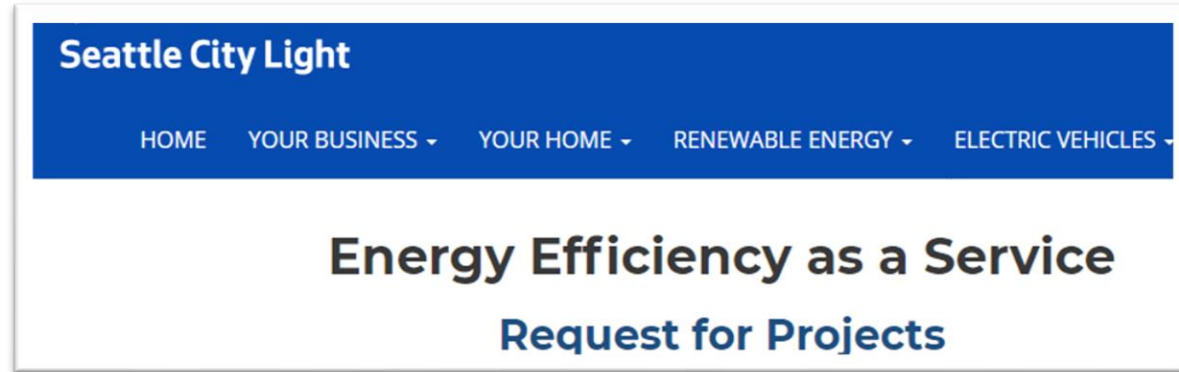 Seattle City Light
HOME YOUR BUSINESS YOUR HOME RENEWABLE ENERGY ELECTRIC VEHICLES
Energy Efficiency as a Service
Request for Projects